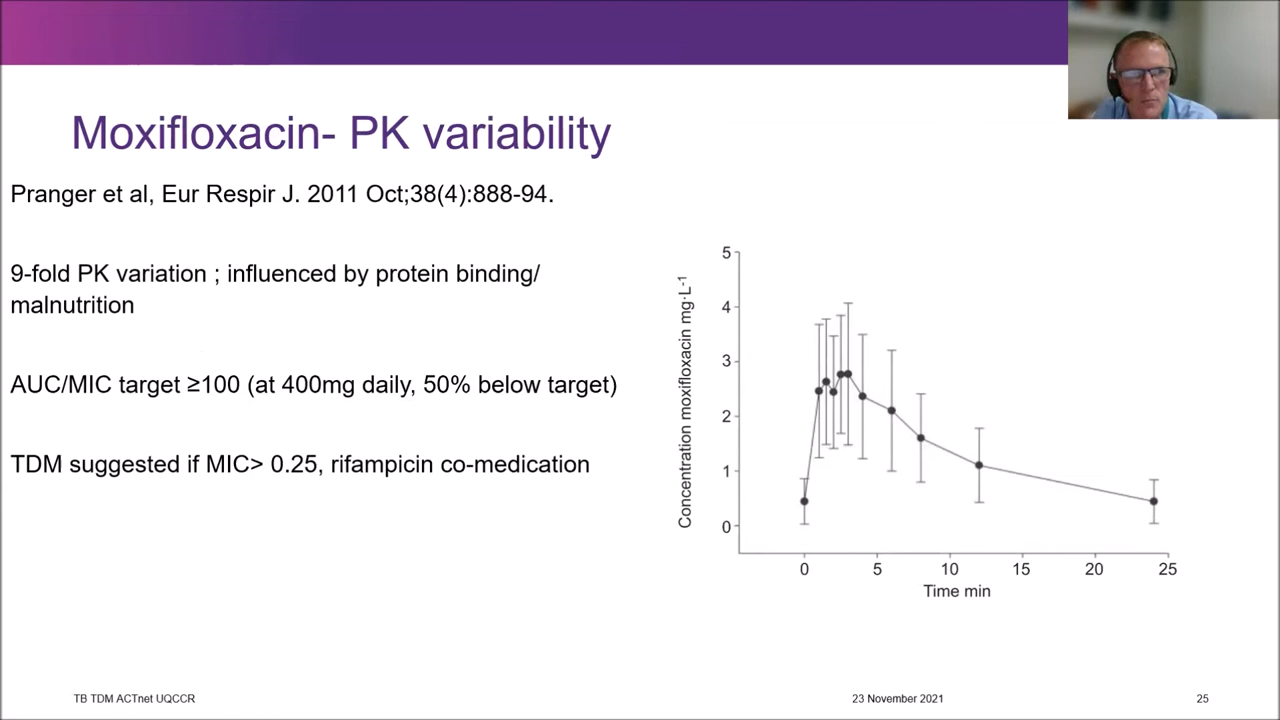 Moxifloxacin- PK variability
Pranger et al, Eur Respir J. 2011 Oct;38(4):888-94.
9-fold PK variation ; influenced by protein binding/
malnutrition
AUC/MIC target ≥100 (at 400mg daily, 50% below target)
TDM suggested if MIC> 0.25, rifampicin co-medication
Concentration moxifloxacin mg·L⁻¹
5
4
3
2
1
0
0 5 10 15 20 25
Time min
TB TDM ACTnet UQCCR 23 November 2021 25